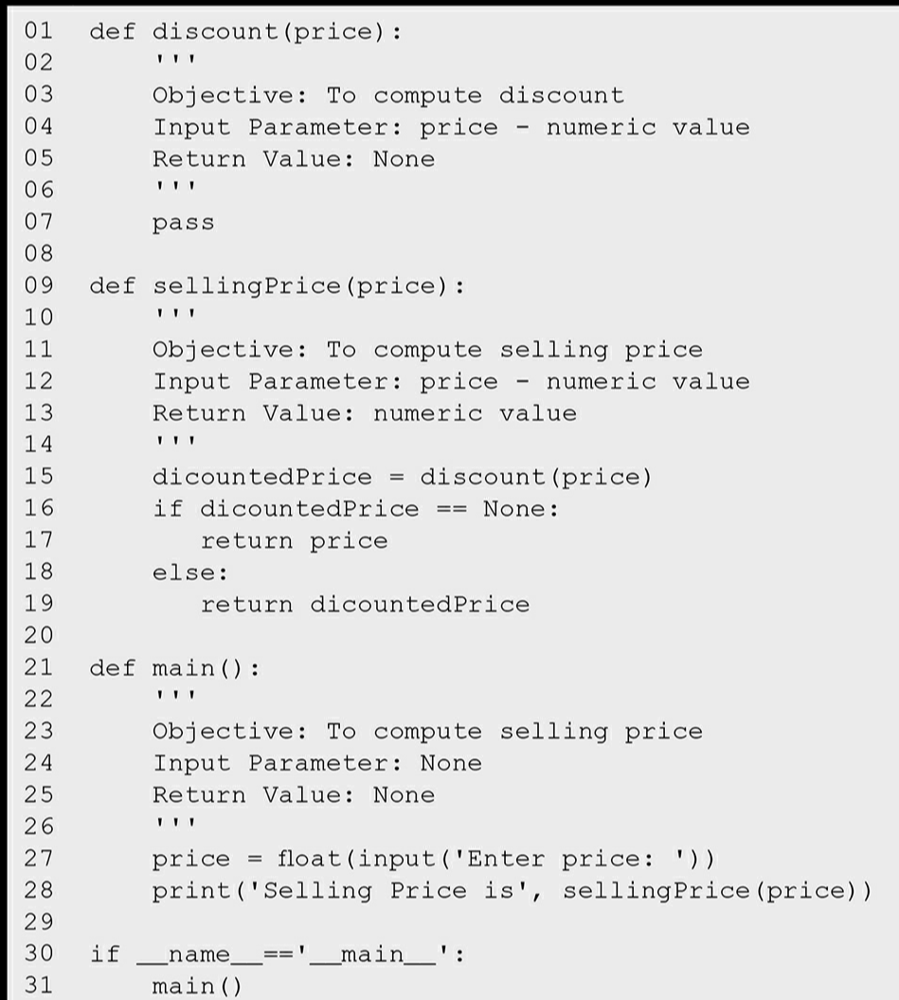 01 def discount(price):
02     '''
03     Objective: To compute discount
04     Input Parameter: price - numeric value
05     Return Value: None
06     '''
07     pass
08
09 def sellingPrice(price):
10     '''
11     Objective: To compute selling price
12     Input Parameter: price - numeric value
13     Return Value: numeric value
14     '''
15     dicountedPrice = discount(price)
16     if dicountedPrice == None:
17        return price
18     else:
19        return dicountedPrice
20
21 def main():
22     '''
23     Objective: To compute selling price
24     Input Parameter: None
25     Return Value: None
26     '''
27     price = float(input('Enter price: '))
28     print('Selling Price is', sellingPrice(price))
29
30 if __name__=='__main__':
31     main()